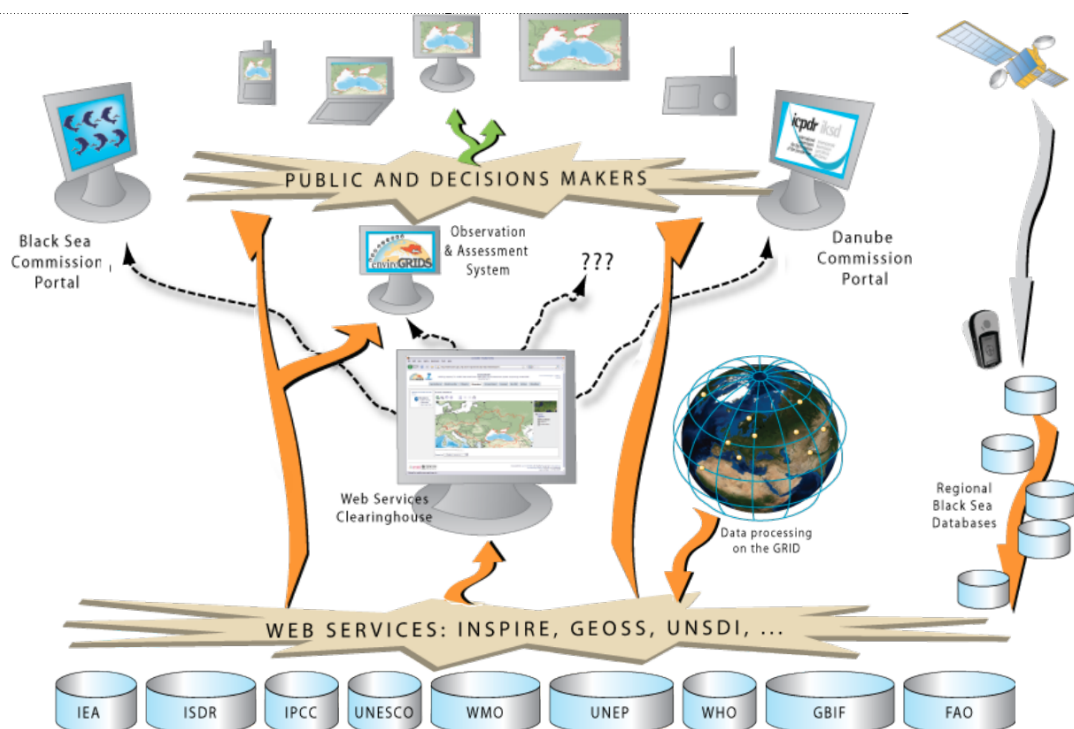 icpdr iksd
PUBLIC AND DECISIONS MAKERS
Black Sea
Commission
Portal
Observation
& Assessment
System
enviroGRIDS
???
Danube
Commission
Portal
Web Services
Clearinghouse
Data processing
on the GRID
Regional
Black Sea
Databases
WEB SERVICES: INSPIRE, GEOSS, UNSDI, ...
IEA
ISDR
IPCC
UNESCO
WMO
UNEP
WHO
GBIF
FAO